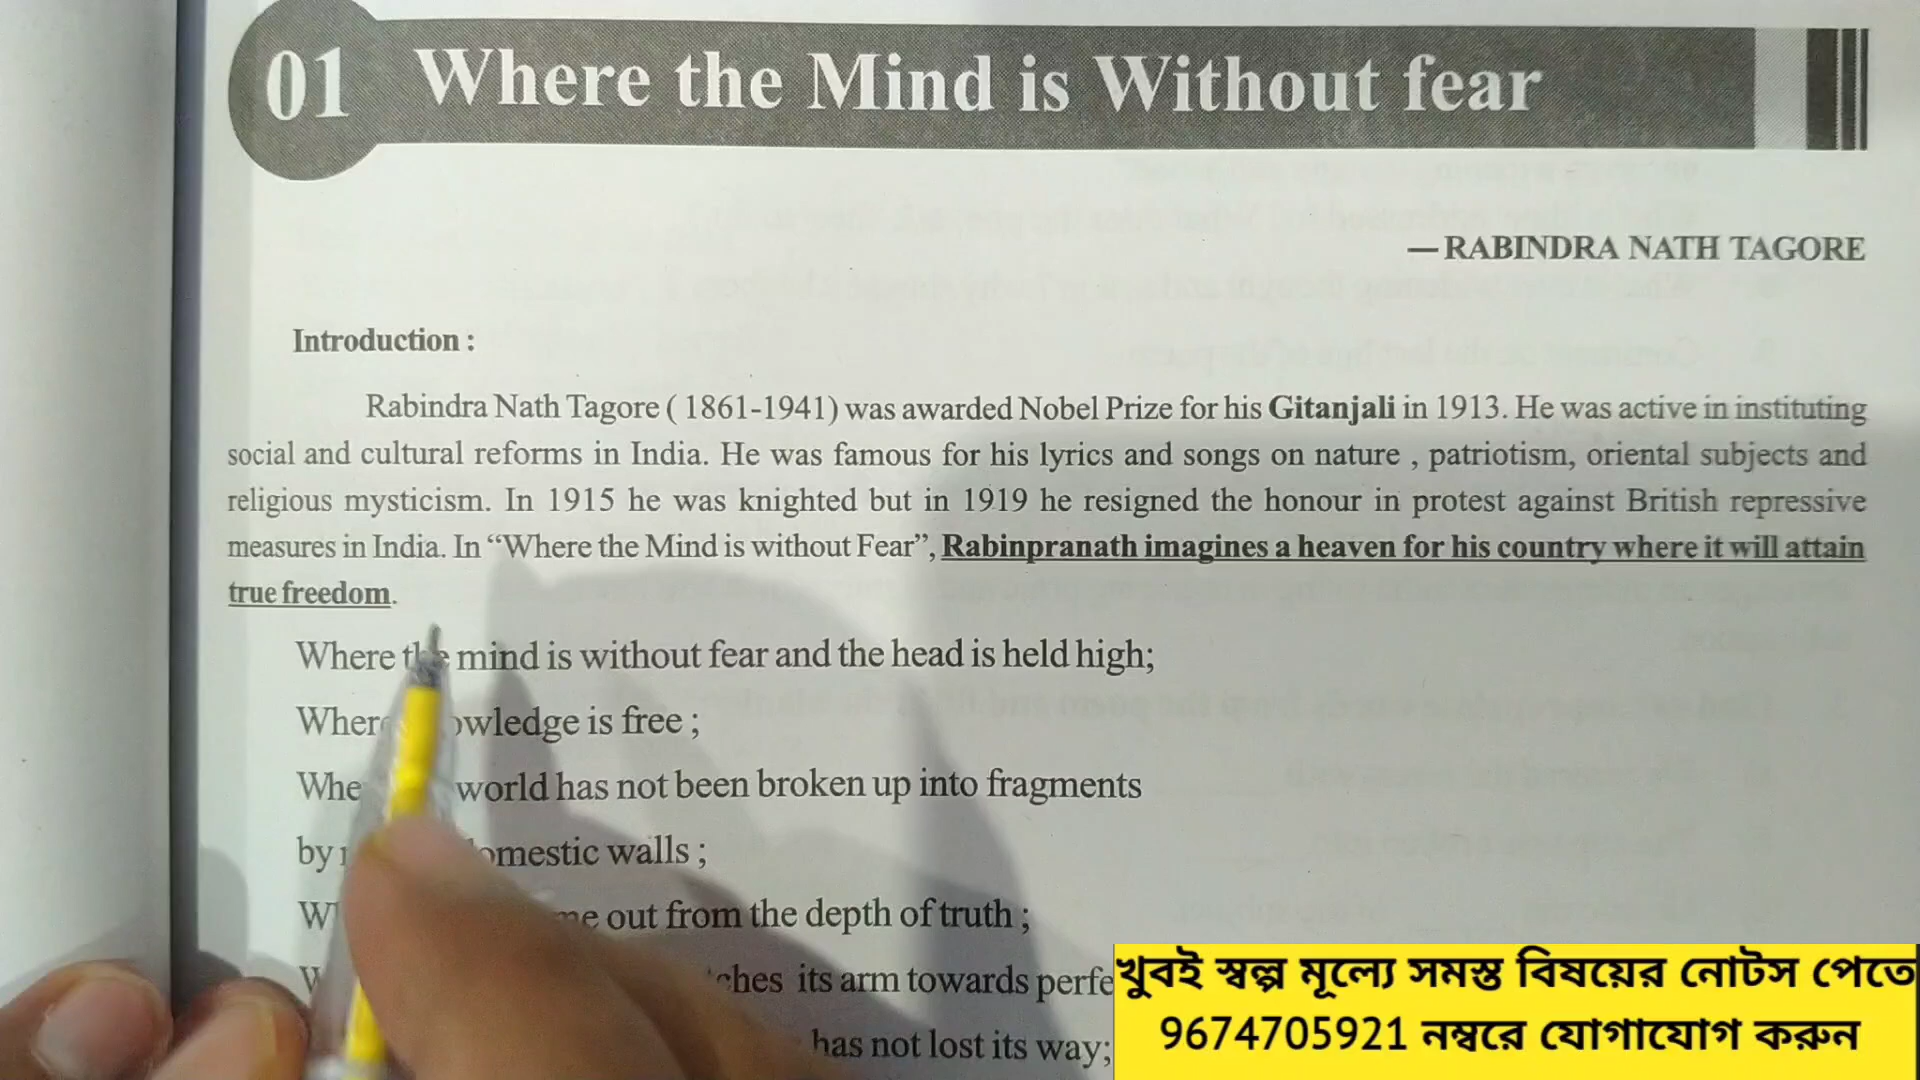 01 Where the Mind is Without fear
—RABINDRA NATH TAGORE
Introduction :
Rabindra Nath Tagore ( 1861-1941) was awarded Nobel Prize for his Gitanjali in 1913. He was active in instituting
social and cultural reforms in India. He was famous for his lyrics and songs on nature , patriotism, oriental subjects and
religious mysticism. In 1915 he was knighted but in 1919 he resigned the honour in protest against British repressive
measures in India. In “Where the Mind is without Fear”, Rabinpranath imagines a heaven for his country where it will attain
true freedom.
Where the mind is without fear and the head is held high;
Where is free ;
world has not been broken up into fragments
by walls ;
out from the depth of truth ;
its arm towards
has not lost its way;
খুবই স্বল্প মূল্যে সমস্ত বিষয়ের নোটস পেতে
9674705921 নম্বরে যোগাযোগ করুন